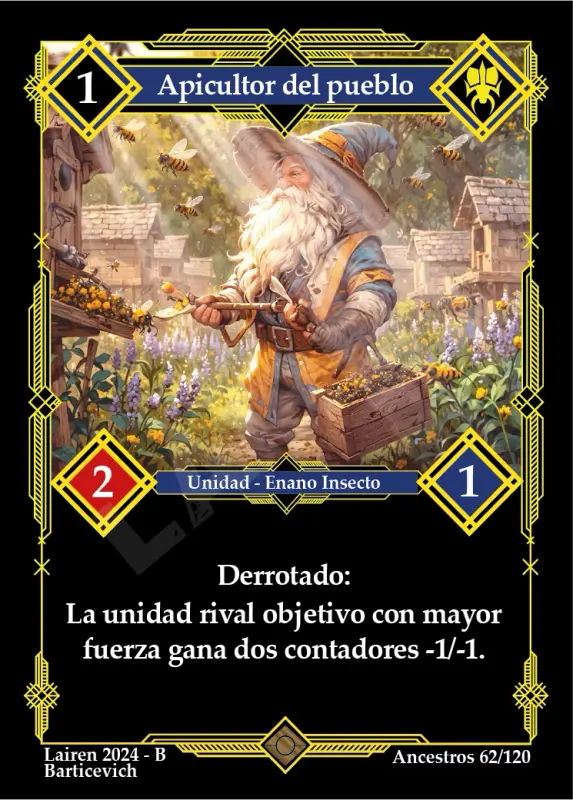 1
Apicultor del pueblo
2
Unidad - Enano Insecto
1
Derrotado:
La unidad rival objetivo con mayor
fuerza gana dos contadores -1/-1.
Lairen 2024 - B
Barticevich
Ancestros 62/120